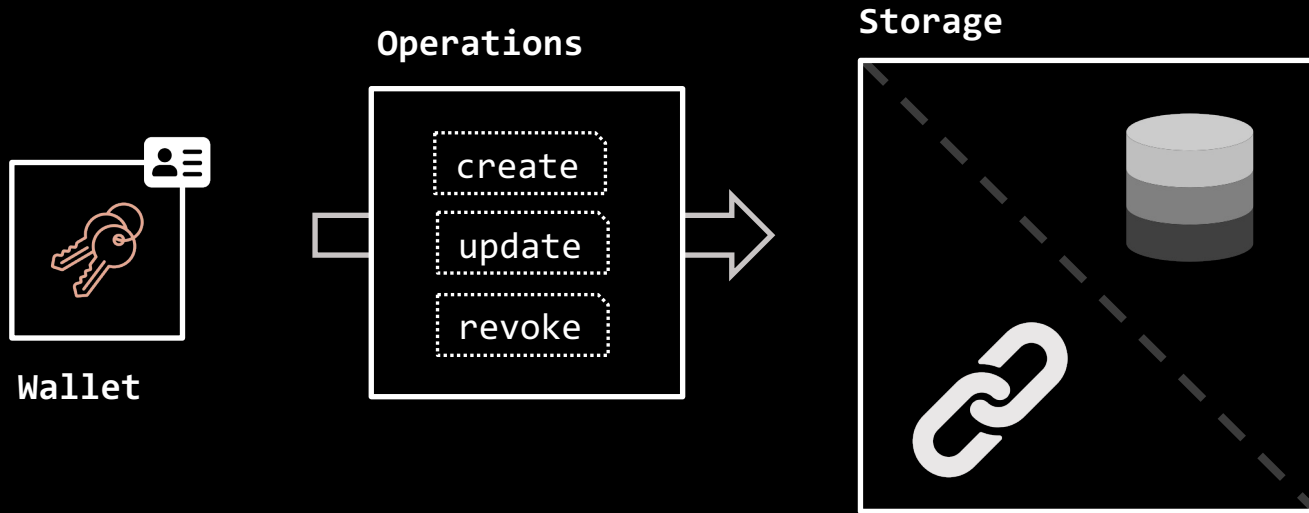 Storage
Operations
create
update
revoke
Wallet